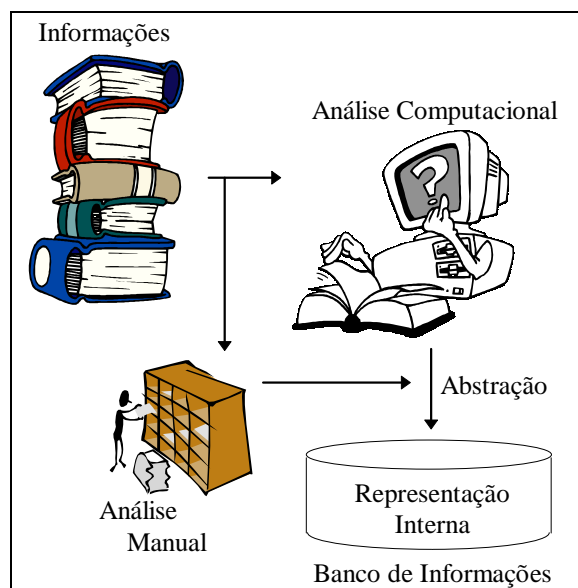 Informações
Análise Computacional
?
Abstração
Análise
Manual
Representação
Interna
Banco de Informações